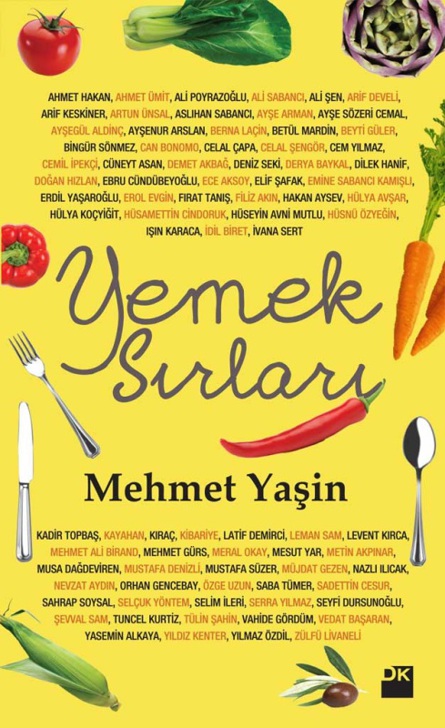 AHMET HAKAN, AHMET ÜMİT, ALİ POYRAZOĞLU, ALİ SABANCI, ALİ ŞEN, ARİF DEVELİ,
ARİF KESKİNER, ARTUN ÜNSAL, ASLIHAN SABANCI, AYŞE ARMAN, AYŞE SÖZERİ CEMAL,
AYŞEGÜL ALDİNÇ, AYŞENUR ARSLAN, BERNA LAÇİN, BETÜL MARDİN, BEYTİ GÜLER,
BİNGÜR SÖNMEZ, CAN BONOMO, CELAL ÇAPA, CELAL ŞENGÖR, CEM YILMAZ,
CEMİL İPEKÇİ, CÜNEYT ASAN, DEMET AKBAĞ, DENİZ SEKİ, DERYA BAYKAL, DİLEK HANİF,
DOĞAN HIZLAN, EBRU CÜNDÜBEYOĞLU, ECE AKSOY, ELİF ŞAFAK, EMİNE SABANCI KAMIŞLI,
ERDİL YAŞAROĞLU, EROL EVGİN, FIRAT TANIŞ, FİLİZ AKIN, HAKAN AYSEV, HÜLYA AVŞAR,
HÜLYA KOÇYİĞİT, HÜSAMETTİN CİNDORUK, HÜSEYİN AVNİ MUTLU, HÜSNÜ ÖZYEĞİN,
IŞIN KARACA, İDİL BİRET, İVANA SERT
Yemek
Sırları
Mehmet Yaşin
KADİR TOPBAŞ, KAYAHAN, KIRAÇ, KİBARİYE, LATİF DEMİRCİ, LEMAN SAM, LEVENT KIRCA,
MEHMET ALİ BİRAND, MEHMET GÜRS, MERAL OKAY, MESUT YAR, METİN AKPINAR,
MUSA DAĞDEVİREN, MUSTAFA DENİZLİ, MUSTAFA SÜZER, MÜJDAT GEZEN, NAZLI ILICAK,
NEVZAT AYDIN, ORHAN GENCEBAY, ÖZGE UZUN, SABA TÜMER, SADETTİN CESUR,
SAHRAP SOYSAL, SELÇUK YÖNTEM, SELİM İLERİ, SERRA YILMAZ, SEYFİ DURSUNOĞLU,
ŞEVVAL SAM, TUNCEL KURTİZ, TÜLİN ŞAHİN, VAHİDE GÖRDÜM, VEDAT BAŞARAN,
YASEMİN ALKAYA, YILDIZ KENTER, YILMAZ ÖZDİL, ZÜLFÜ LİVANELİ
DK